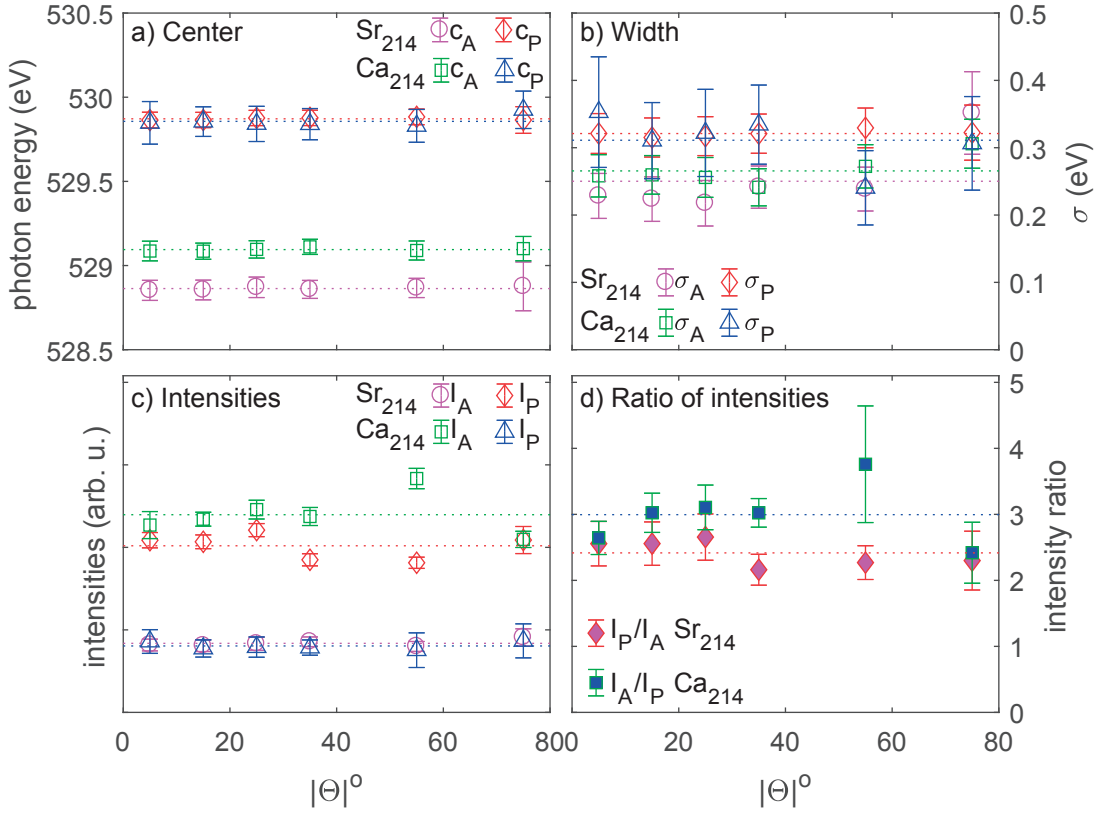 a) Center
Sr214 cA cP
Ca214 cA cP
530.5
530
529.5
529
528.5
photon energy (eV)
b) Width
Sr214 σA σP
Ca214 σA σP
0.5
0.4
0.3
0.2
0.1
0
σ (eV)
c) Intensities
Sr214 IA IP
Ca214 IA IP
intensities (arb. u.)
0 20 40 60 80
|Θ|o
d) Ratio of intensities
IP/IA Sr214
IA/IP Ca214
5
4
3
2
1
0
intensity ratio
0 20 40 60 80
|Θ|o